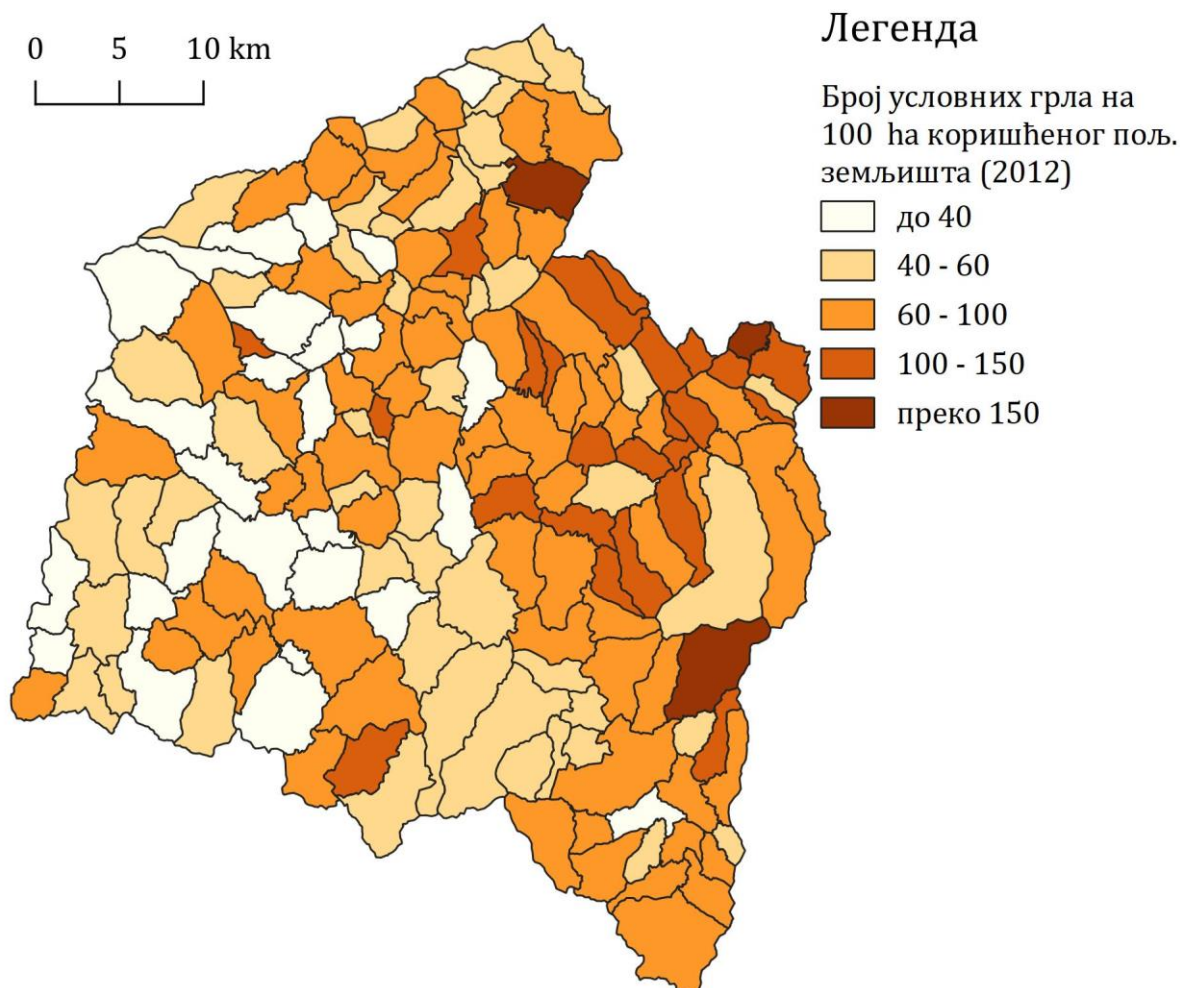 0 5 10 km
Легенда
Број условних грла на
100 ha коришћеног пољ.
земљишта (2012)
до 40
40 - 60
60 - 100
100 - 150
преко 150